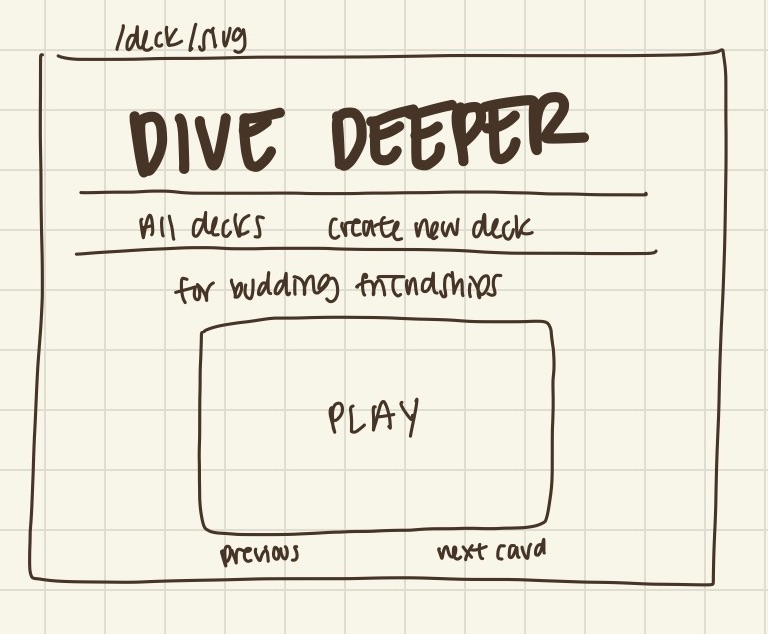 /deck/slug
DIVE DEEPER
All decks create new deck
for budding friendships
PLAY
previous next card